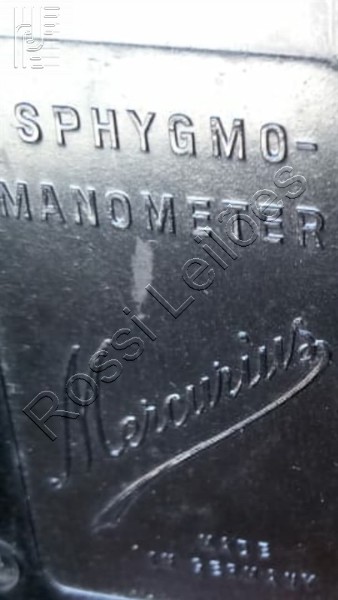 SPHYGMO-
MANOMETER
Mercurius
MADE
IN GERMANY
Rossi Leilões